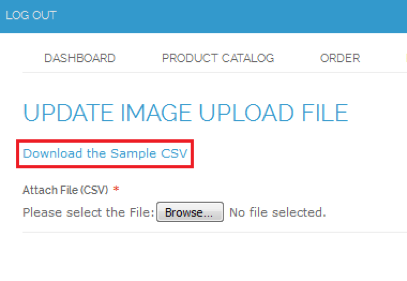 LOG OUT
DASHBOARD PRODUCT CATALOG ORDER
UPDATE IMAGE UPLOAD FILE
Download the Sample CSV
Attach File (CSV) *
Please select the File: Browse... No file selected.